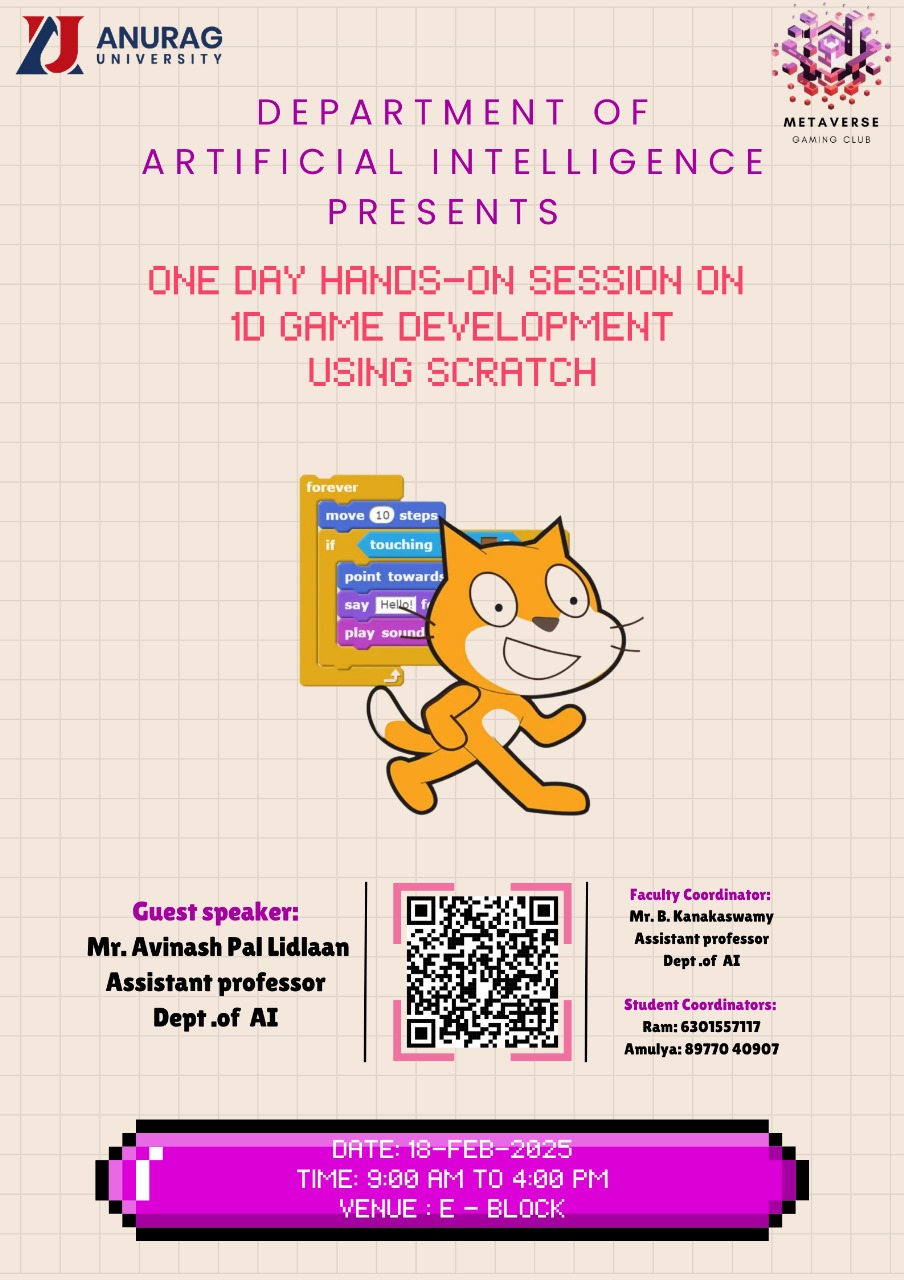 ANURAG
UNIVERSITY
METAVERSE
GAMING CLUB
DEPARTMENT OF
ARTIFICIAL INTELLIGENCE
PRESENTS
ONE DAY HANDS-ON SESSION ON
1D GAME DEVELOPMENT
USING SCRATCH
forever
move 10 steps
if touching
point towards
say Hello!
play sound
Guest speaker:
Mr. Avinash Pal Lidlaan
Assistant professor
Dept .of AI
Faculty Coordinator:
Mr. B. Kanakaswamy
Assistant professor
Dept .of AI
Student Coordinators:
Ram: 6301557117
Amulya: 89770 40907
DATE: 18-FEB-2025
TIME: 9:00 AM TO 4:00 PM
VENUE : E - BLOCK